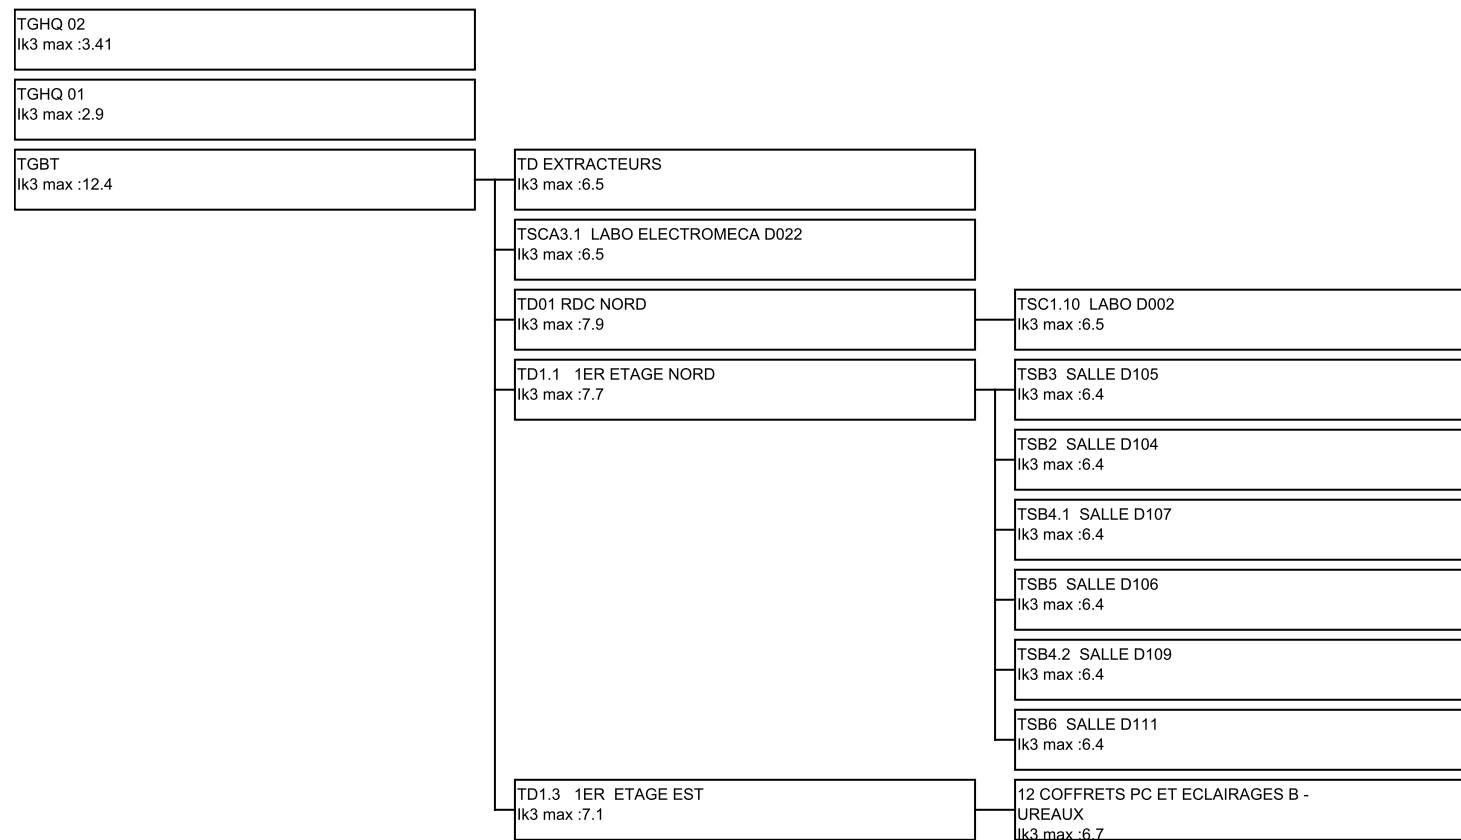 TGHQ 02
Ik3 max :3.41
TGHQ 01
Ik3 max :2.9
TGBT
Ik3 max :12.4
TD EXTRACTEURS
Ik3 max :6.5
TSCA3.1  LABO ELECTROMECA D022
Ik3 max :6.5
TD01 RDC NORD
Ik3 max :7.9
TSC1.10  LABO D002
Ik3 max :6.5
TD1.1   1ER ETAGE NORD
Ik3 max :7.7
TSB3  SALLE D105
Ik3 max :6.4
TSB2  SALLE D104
Ik3 max :6.4
TSB4.1  SALLE D107
Ik3 max :6.4
TSB5  SALLE D106
Ik3 max :6.4
TSB4.2  SALLE D109
Ik3 max :6.4
TSB6  SALLE D111
Ik3 max :6.4
TD1.3   1ER  ETAGE EST
Ik3 max :7.1
12 COFFRETS PC ET ECLAIRAGES B -
UREAUX
Ik3 max :6.7